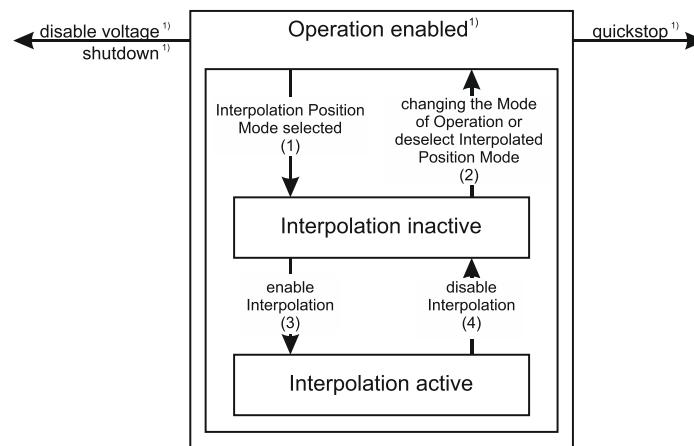 disable voltage 1)
shutdown 1)
Operation enabled 1)
quickstop 1)
Interpolation Position
Mode selected
(1)
changing the Mode
of Operation or
deselect Interpolated
Position Mode
(2)
Interpolation inactive
enable
Interpolation
(3)
disable
Interpolation
(4)
Interpolation active